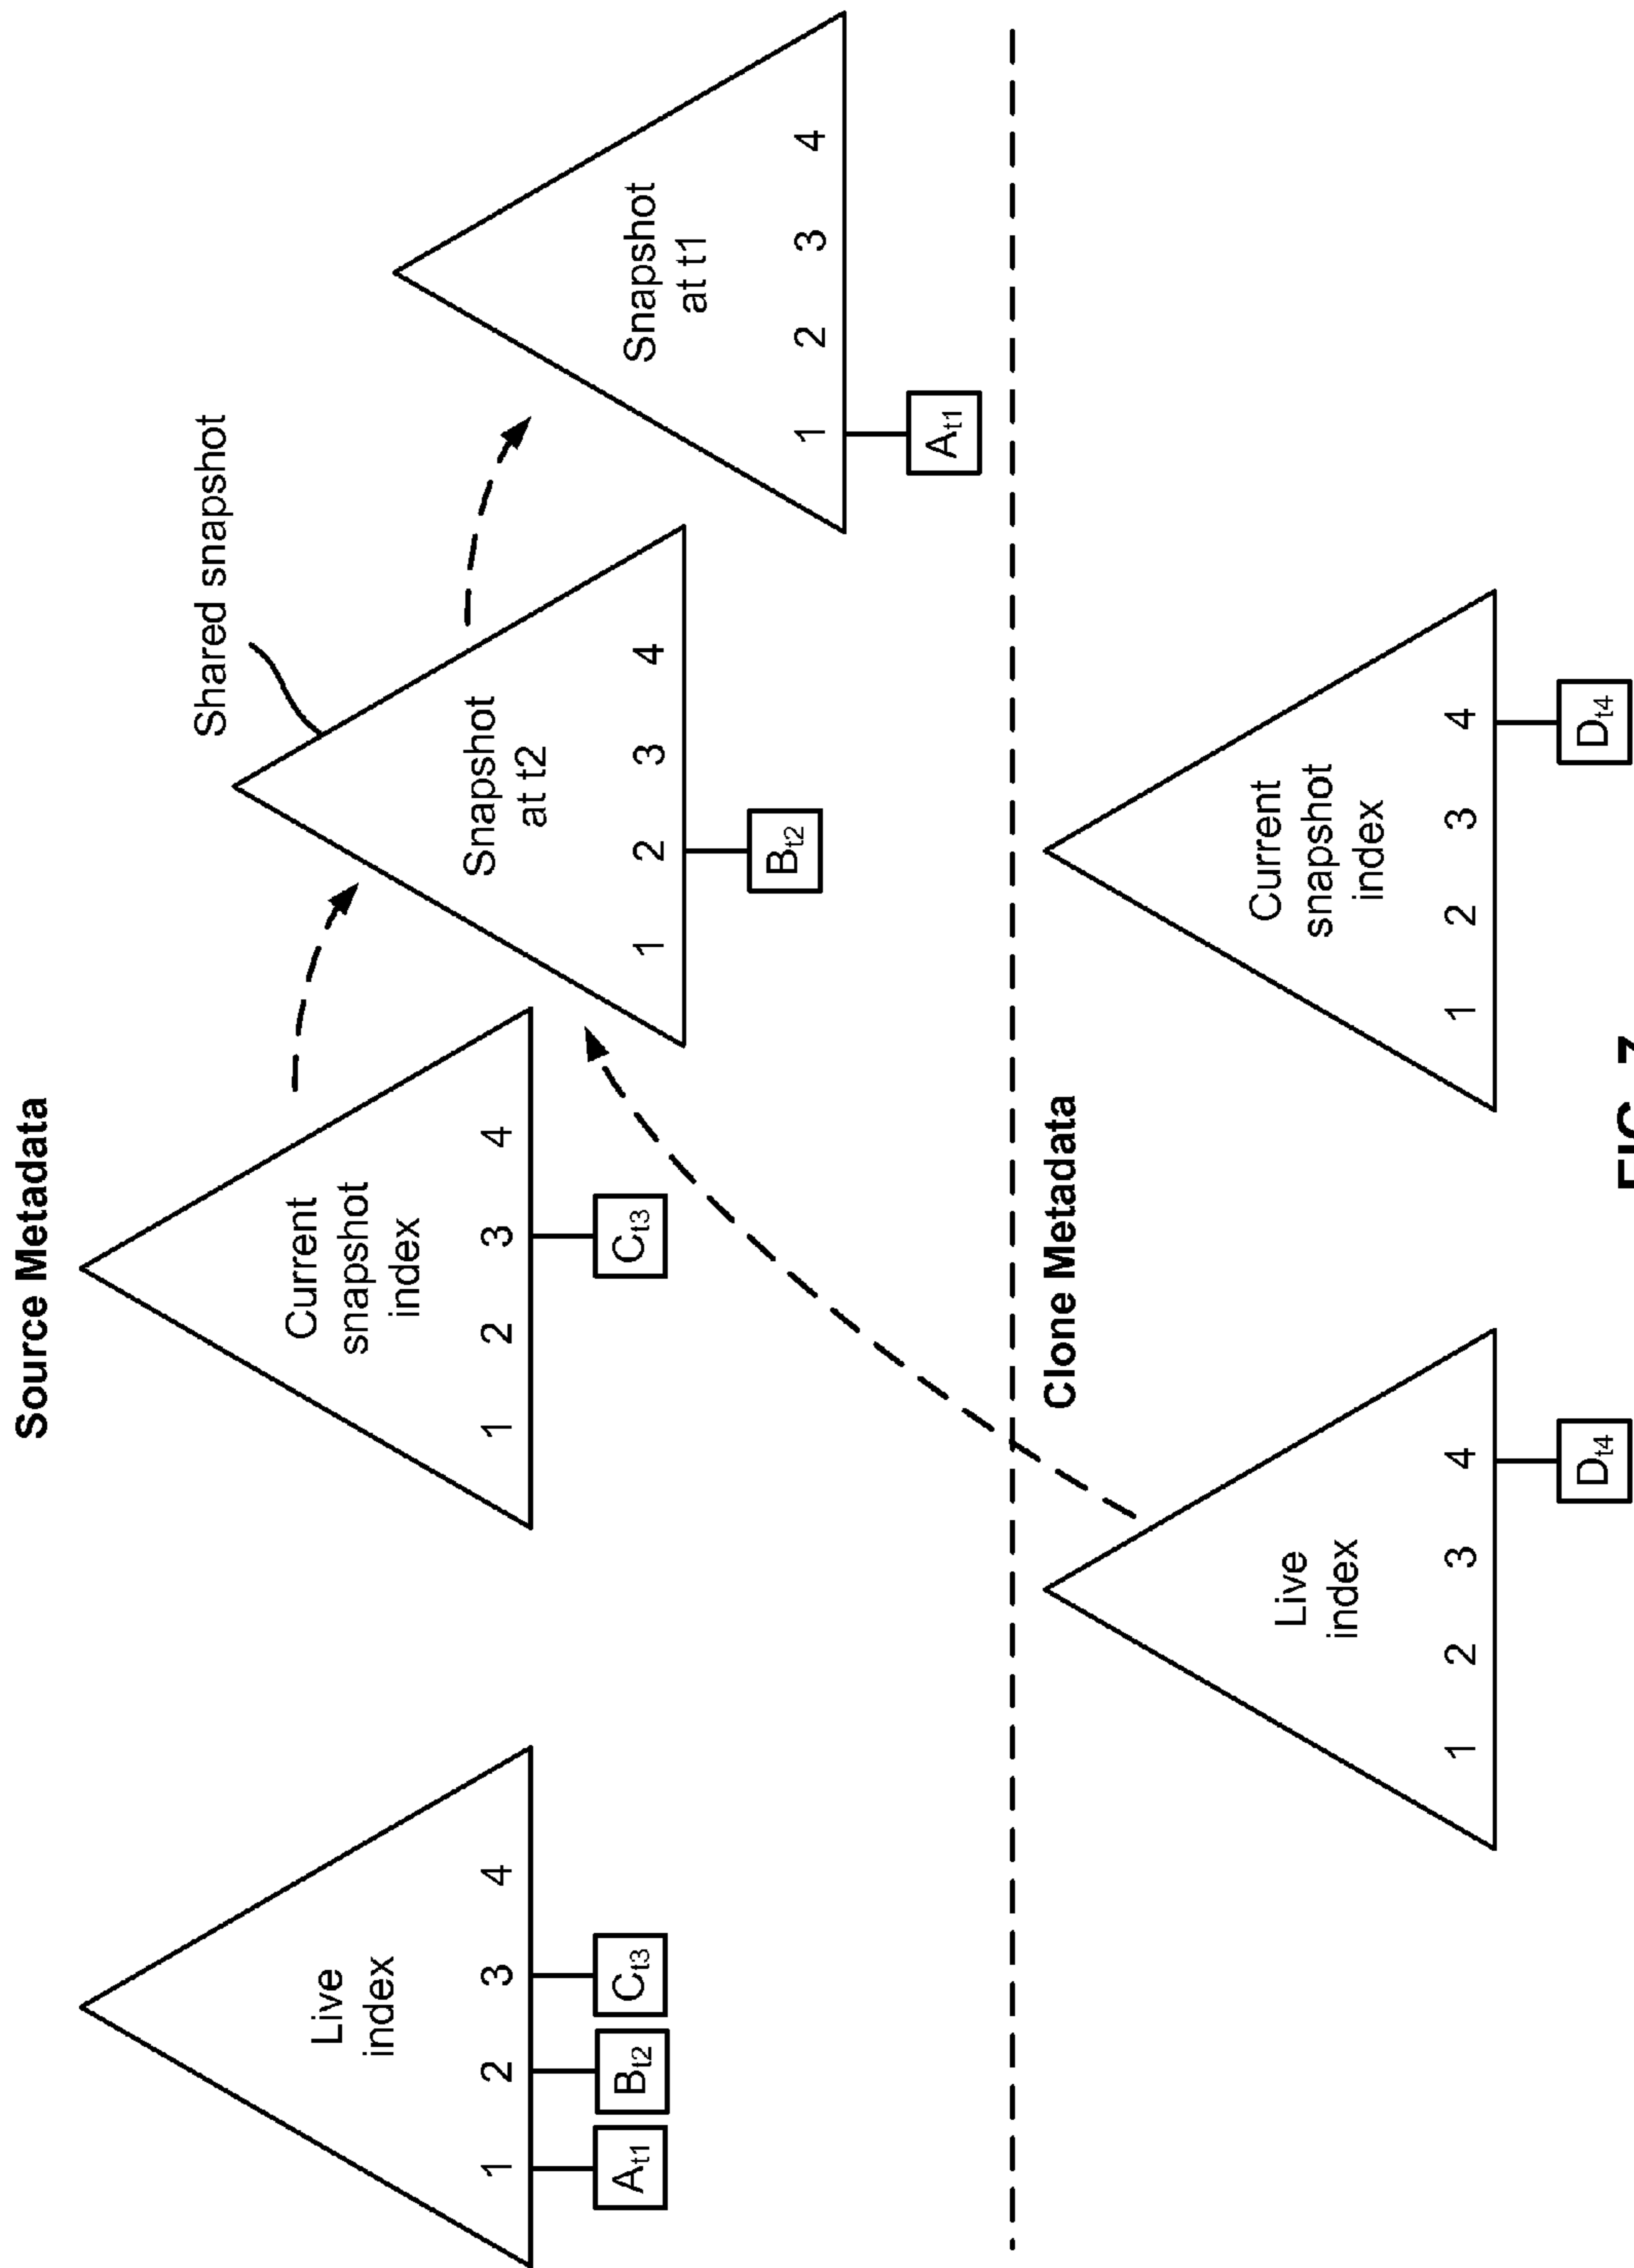 Source Metadata
Shared snapshot
Live
index
1 2 3 4
At1 Bt2 Ct3
Current
snapshot
index
1 2 3 4
Ct3
Snapshot
at t2
1 2 3 4
Bt2
Snapshot
at t1
1 2 3 4
At1
Clone Metadata
Live
index
1 2 3 4
Dt4
Current
snapshot
index
1 2 3 4
Dt4
FIG. 7